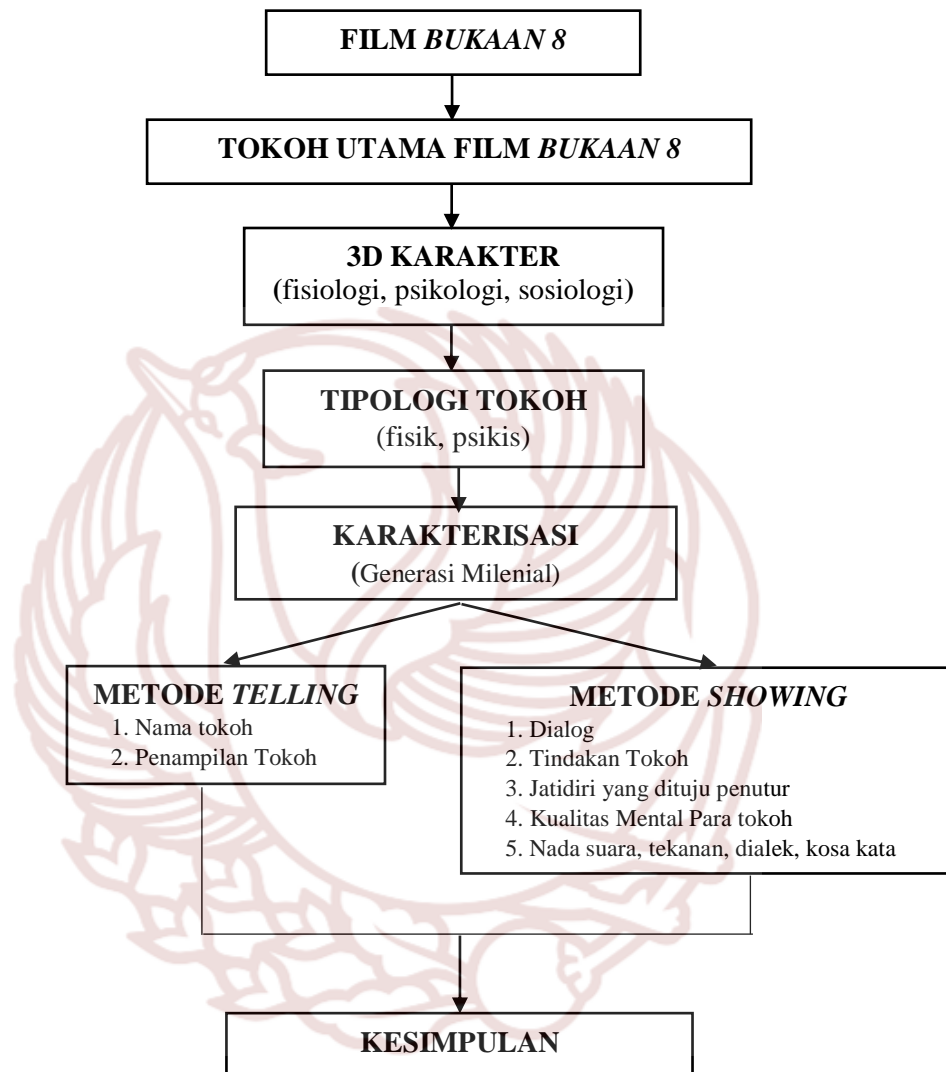 FILM BUKAAN 8
TOKOH UTAMA FILM BUKAAN 8
3D KARAKTER
(fisiologi, psikologi, sosiologi)
TIPOLOGI TOKOH
(fisik, psikis)
KARAKTERISASI
(Generasi Milenial)
METODE TELLING
1. Nama tokoh
2. Penampilan Tokoh
METODE SHOWING
1. Dialog
2. Tindakan Tokoh
3. Jatidiri yang dituju penutur
4. Kualitas Mental Para tokoh
5. Nada suara, tekanan, dialek, kosa kata
KESIMPULAN